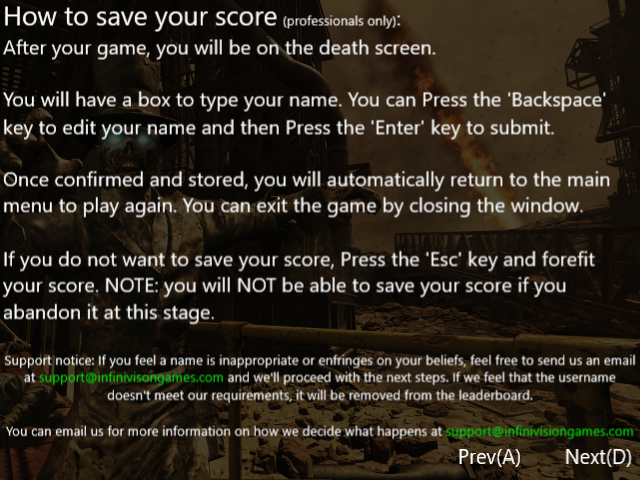 How to save your score (professionals only):
After your game, you will be on the death screen.
You will have a box to type your name. You can Press the 'Backspace'
key to edit your name and then Press the 'Enter' key to submit.
Once confirmed and stored, you will automatically return to the main
menu to play again. You can exit the game by closing the window.
If you do not want to save your score, Press the 'Esc' key and forefit
your score. NOTE: you will NOT be able to save your score if you
abandon it at this stage.
Support notice: If you feel a name is inappropriate or enfringes on your beliefs, feel free to send us an email
at support@infinivisongames.com and we'll proceed with the next steps. If we feel that the username
doesn't meet our requirements, it will be removed from the leaderboard.
You can email us for more information on how we decide what happens at support@infinivisiongames.com
Prev(A) Next(D)